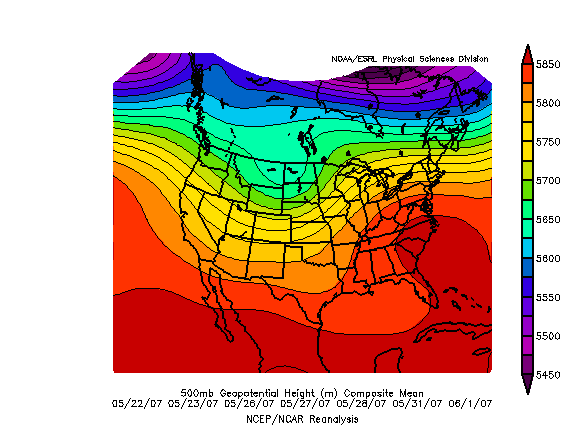 NOAA/ESRL Physical Sciences Division
5850
5800
5750
5700
5650
5600
5550
5500
5450
500mb Geopotential Height (m) Composite Mean
05/22/07 05/23/07 05/26/07 05/27/07 05/28/07 05/31/07 06/1/07
NCEP/NCAR Reanalysis